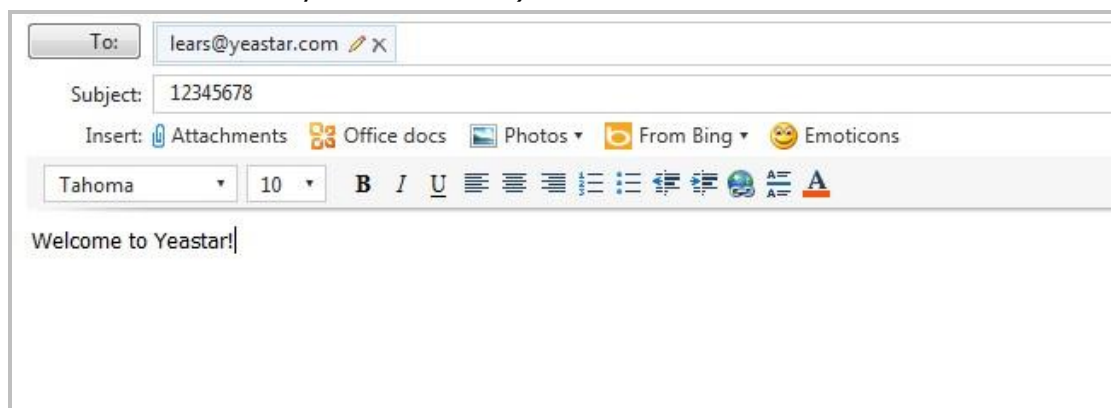 To: lears@yeastar.com
Subject: 12345678
Insert: Attachments Office docs Photos From Bing Emoticons
Tahoma 10 B I U A
Welcome to Yeastar!